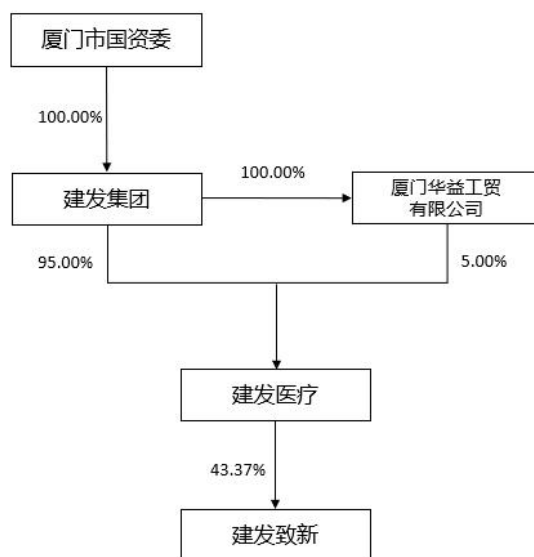 厦门市国资委
100.00%
建发集团
100.00%
厦门华益工贸
有限公司
95.00%
5.00%
建发医疗
43.37%
建发致新